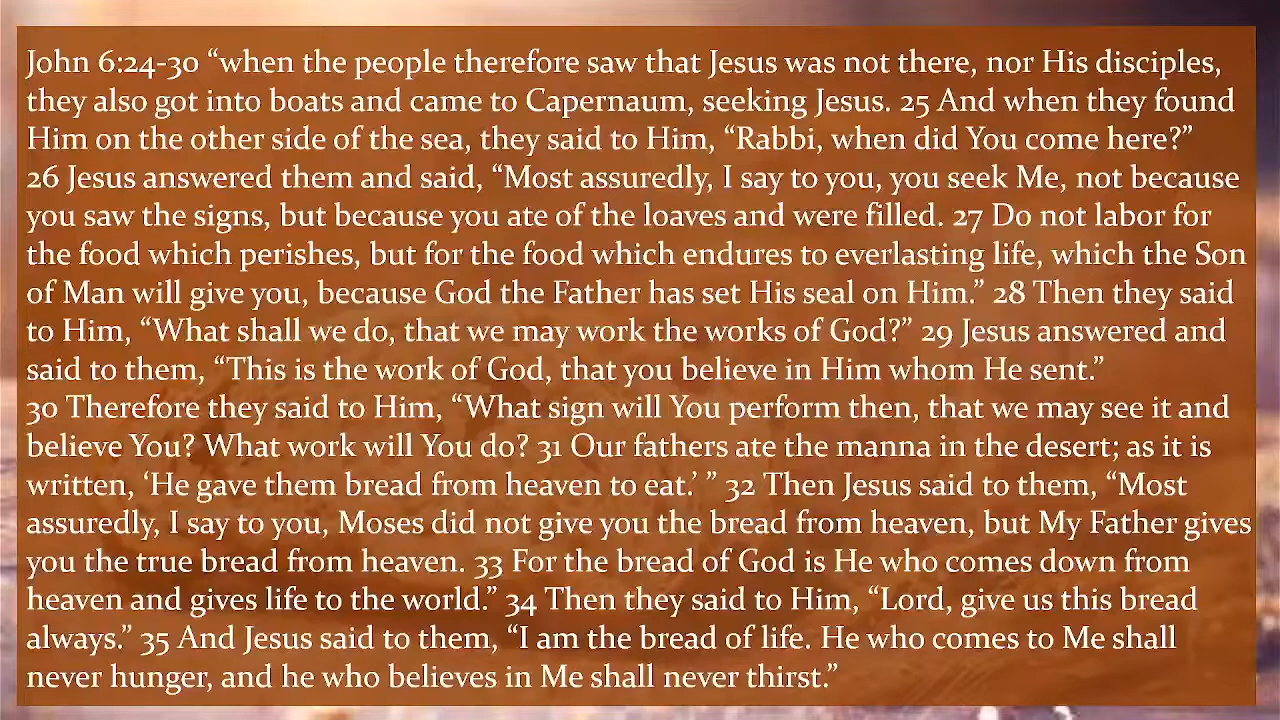 John 6:24-30 “when the people therefore saw that Jesus was not there, nor His disciples,
they also got into boats and came to Capernaum, seeking Jesus. 25 And when they found
Him on the other side of the sea, they said to Him, “Rabbi, when did You come here?”
26 Jesus answered them and said, “Most assuredly, I say to you, you seek Me, not because
you saw the signs, but because you ate of the loaves and were filled. 27 Do not labor for
the food which perishes, but for the food which endures to everlasting life, which the Son
of Man will give you, because God the Father has set His seal on Him.” 28 Then they said
to Him, “What shall we do, that we may work the works of God?” 29 Jesus answered and
said to them, “This is the work of God, that you believe in Him whom He sent.”
30 Therefore they said to Him, “What sign will You perform then, that we may see it and
believe You? What work will You do? 31 Our fathers ate the manna in the desert; as it is
written, ‘He gave them bread from heaven to eat.’ ” 32 Then Jesus said to them, “Most
assuredly, I say to you, Moses did not give you the bread from heaven, but My Father gives
you the true bread from heaven. 33 For the bread of God is He who comes down from
heaven and gives life to the world.” 34 Then they said to Him, “Lord, give us this bread
always.” 35 And Jesus said to them, “I am the bread of life. He who comes to Me shall
never hunger, and he who believes in Me shall never thirst.”